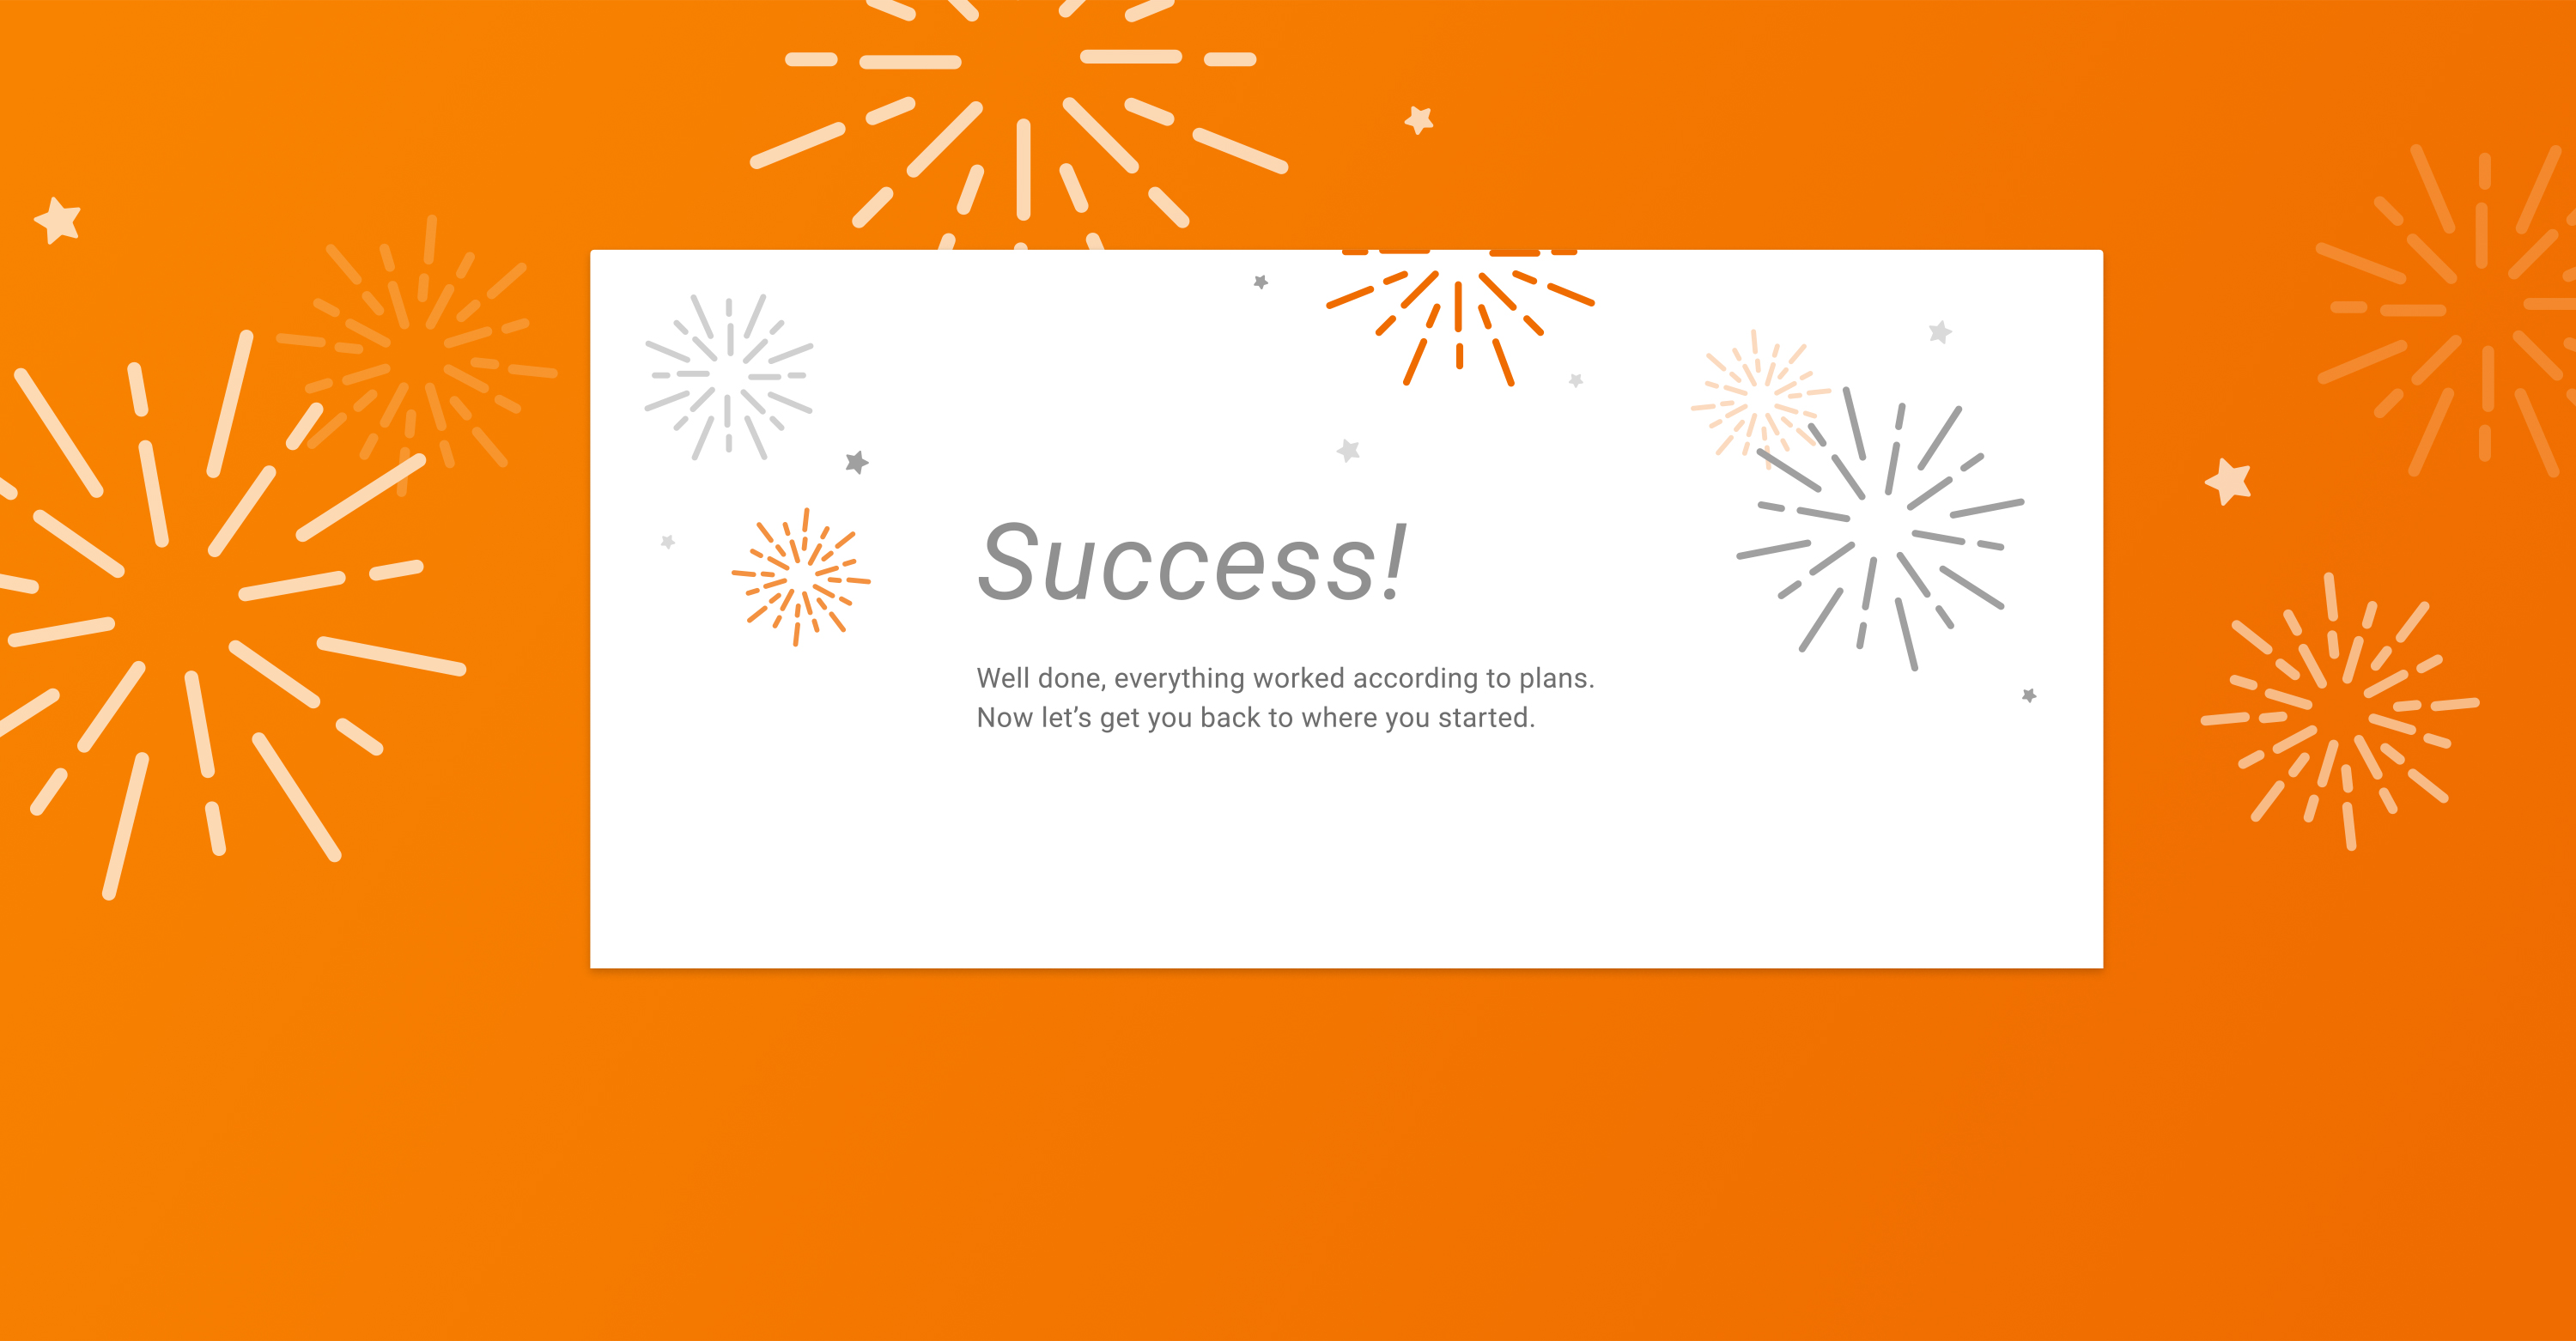 Success!
Well done, everything worked according to plans.
Now let’s get you back to where you started.